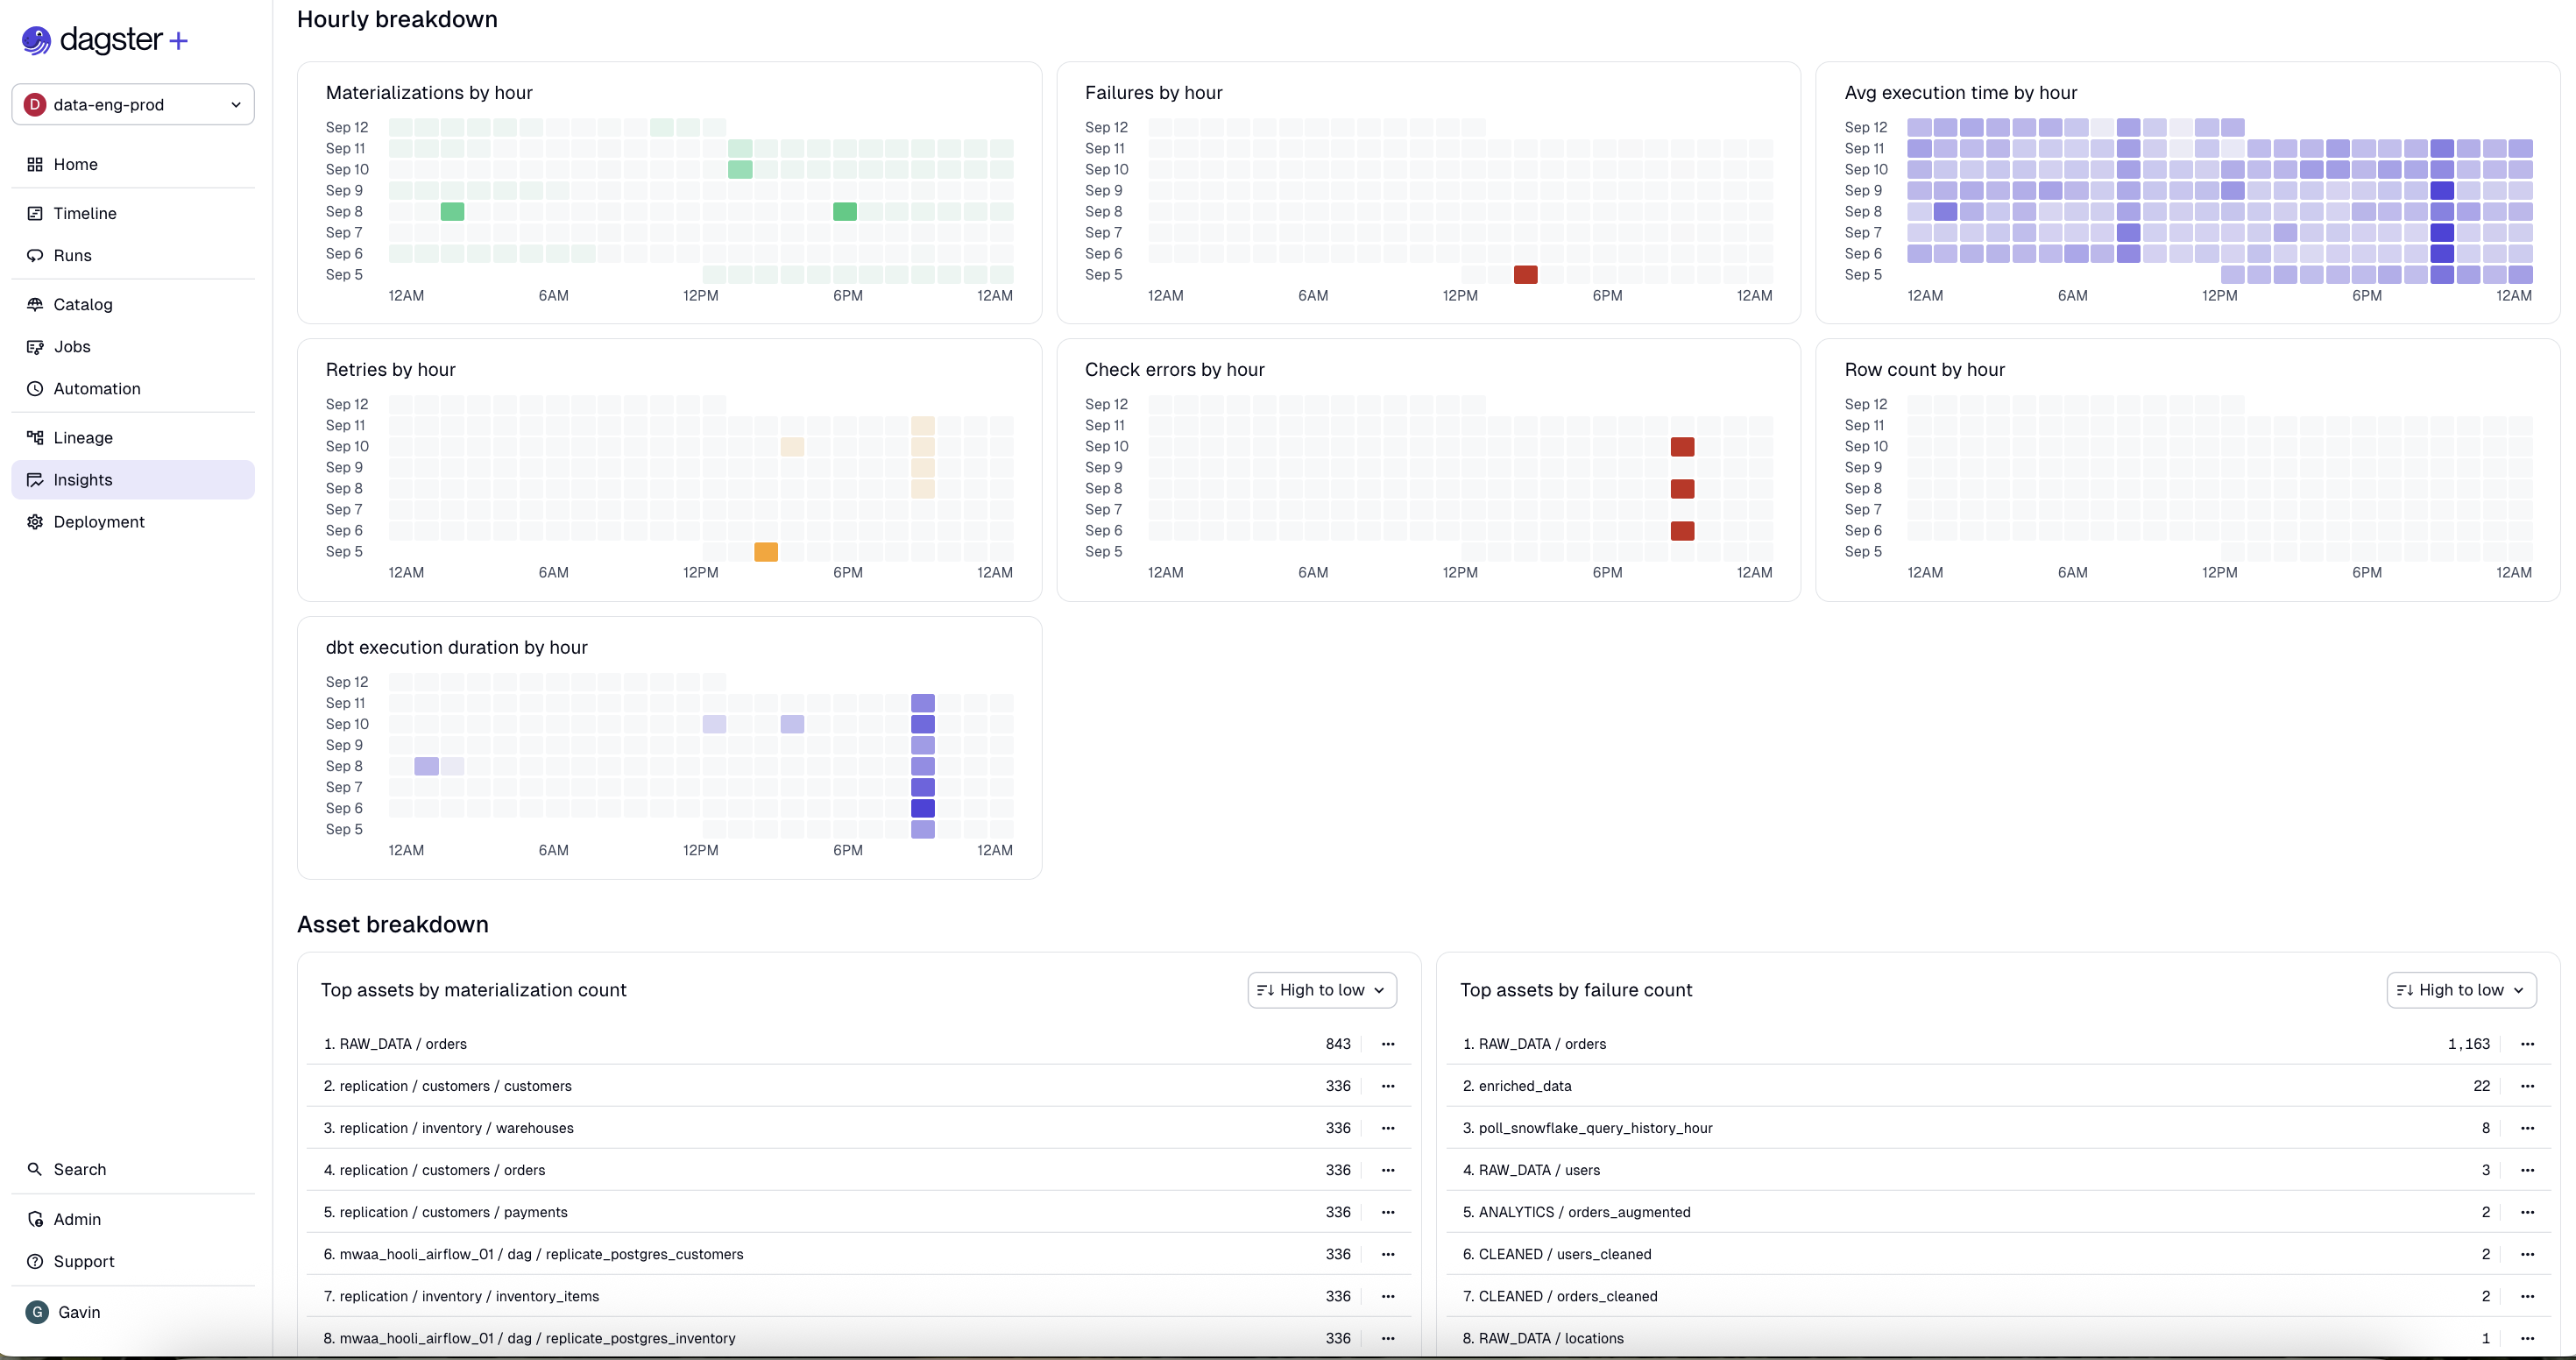 dagster+
D data-eng-prod
Home
Timeline
Runs
Catalog
Jobs
Automation
Lineage
Insights
Deployment
Search
Admin
Support
G Gavin
Hourly breakdown
Materializations by hour
Sep 12
Sep 11
Sep 10
Sep 9
Sep 8
Sep 7
Sep 6
Sep 5
12AM 6AM 12PM 6PM 12AM
Failures by hour
Sep 12
Sep 11
Sep 10
Sep 9
Sep 8
Sep 7
Sep 6
Sep 5
12AM 6AM 12PM 6PM 12AM
Avg execution time by hour
Sep 12
Sep 11
Sep 10
Sep 9
Sep 8
Sep 7
Sep 6
Sep 5
12AM 6AM 12PM 6PM 12AM
Retries by hour
Sep 12
Sep 11
Sep 10
Sep 9
Sep 8
Sep 7
Sep 6
Sep 5
12AM 6AM 12PM 6PM 12AM
Check errors by hour
Sep 12
Sep 11
Sep 10
Sep 9
Sep 8
Sep 7
Sep 6
Sep 5
12AM 6AM 12PM 6PM 12AM
Row count by hour
Sep 12
Sep 11
Sep 10
Sep 9
Sep 8
Sep 7
Sep 6
Sep 5
12AM 6AM 12PM 6PM 12AM
dbt execution duration by hour
Sep 12
Sep 11
Sep 10
Sep 9
Sep 8
Sep 7
Sep 6
Sep 5
12AM 6AM 12PM 6PM 12AM
Asset breakdown
Top assets by materialization count High to low
1. RAW_DATA / orders 843
2. replication / customers / customers 336
3. replication / inventory / warehouses 336
4. replication / customers / orders 336
5. replication / customers / payments 336
6. mwaa_hooli_airflow_01 / dag / replicate_postgres_customers 336
7. replication / inventory / inventory_items 336
8. mwaa_hooli_airflow_01 / dag / replicate_postgres_inventory 336
Top assets by failure count High to low
1. RAW_DATA / orders 1,163
2. enriched_data 22
3. poll_snowflake_query_history_hour 8
4. RAW_DATA / users 3
5. ANALYTICS / orders_augmented 2
6. CLEANED / users_cleaned 2
7. CLEANED / orders_cleaned 2
8. RAW_DATA / locations 1